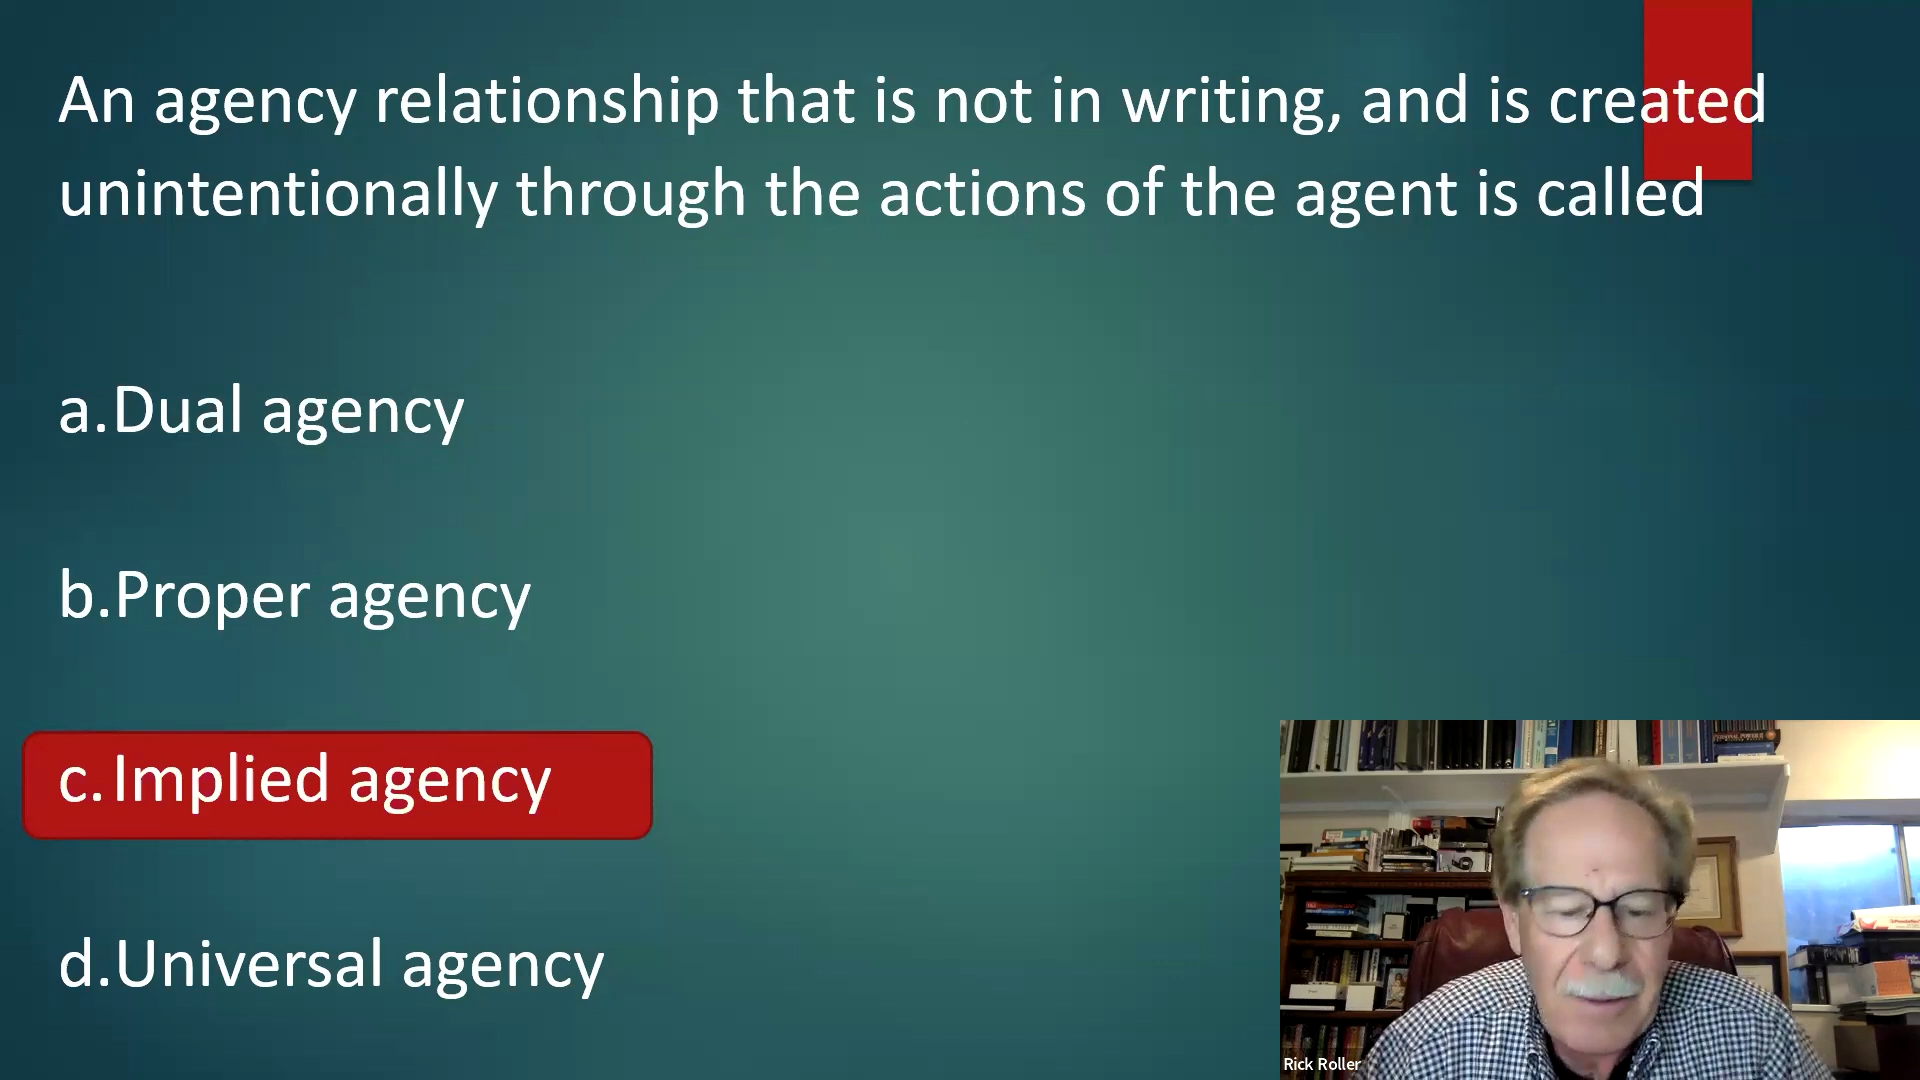 An agency relationship that is not in writing, and is created
unintentionally through the actions of the agent is called
a. Dual agency
b. Proper agency
c. Implied agency
d. Universal agency
Rick Roller